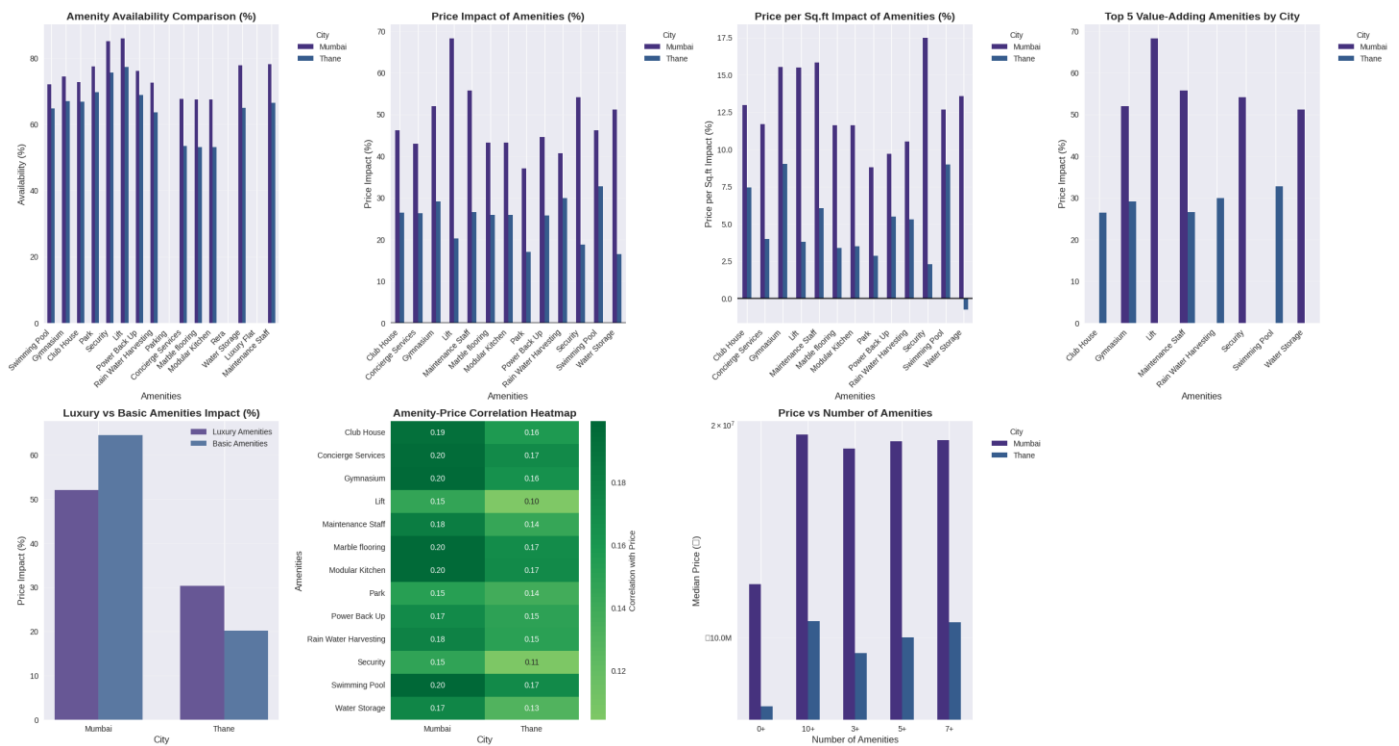 Amenity Availability Comparison (%)
City
Mumbai
Thane
80
60
40
20
0
Availability (%)
Swimming Pool
Gymnasium
Club House
Park
Security
Lift
Power Back Up
Rain Water Harvesting
Parking
Concierge Services
Marble flooring
Modular Kitchen
Rera
Water Storage
Luxury Flat
Maintenance Staff
Amenities
Price Impact of Amenities (%)
City
Mumbai
Thane
70
60
50
40
30
20
10
0
Price Impact (%)
Club House
Concierge Services
Gymnasium
Lift
Maintenance Staff
Marble flooring
Modular Kitchen
Park
Power Back Up
Rain Water Harvesting
Security
Swimming Pool
Water Storage
Amenities
Price per Sq.ft Impact of Amenities (%)
City
Mumbai
Thane
17.5
15.0
12.5
10.0
7.5
5.0
2.5
0.0
Price per Sq.ft Impact (%)
Club House
Concierge Services
Gymnasium
Lift
Maintenance Staff
Marble flooring
Modular Kitchen
Park
Power Back Up
Rain Water Harvesting
Security
Swimming Pool
Water Storage
Amenities
Top 5 Value-Adding Amenities by City
City
Mumbai
Thane
70
60
50
40
30
20
10
0
Price Impact (%)
Club House
Gymnasium
Lift
Maintenance Staff
Rain Water Harvesting
Security
Swimming Pool
Water Storage
Amenities
Luxury vs Basic Amenities Impact (%)
Luxury Amenities
Basic Amenities
60
50
40
30
20
10
0
Price Impact (%)
Mumbai
Thane
City
Amenity-Price Correlation Heatmap
Amenities
Club House 0.19 0.16
Concierge Services 0.20 0.17
Gymnasium 0.20 0.16
Lift 0.15 0.10
Maintenance Staff 0.18 0.14
Marble flooring 0.20 0.17
Modular Kitchen 0.20 0.17
Park 0.15 0.14
Power Back Up 0.17 0.15
Rain Water Harvesting 0.18 0.15
Security 0.15 0.11
Swimming Pool 0.20 0.17
Water Storage 0.17 0.13
Mumbai
Thane
City
0.18
0.16
0.14
0.12
Correlation with Price
Price vs Number of Amenities
City
Mumbai
Thane
2 × 10⁷
□10.0M
Median Price (□)
0+
10+
3+
5+
7+
Number of Amenities